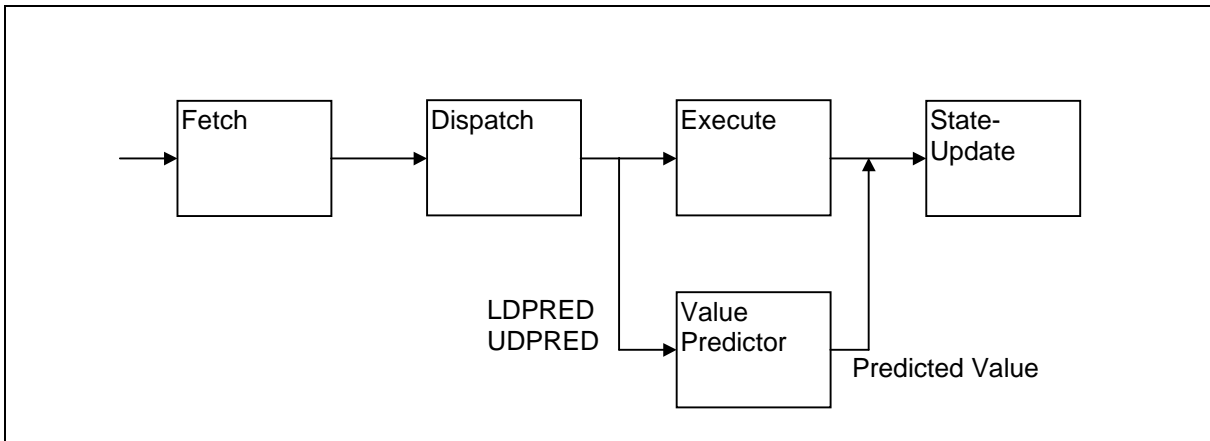 Fetch
Dispatch
Execute
State-
Update
LDPRED
UDPRED
Value
Predictor
Predicted Value